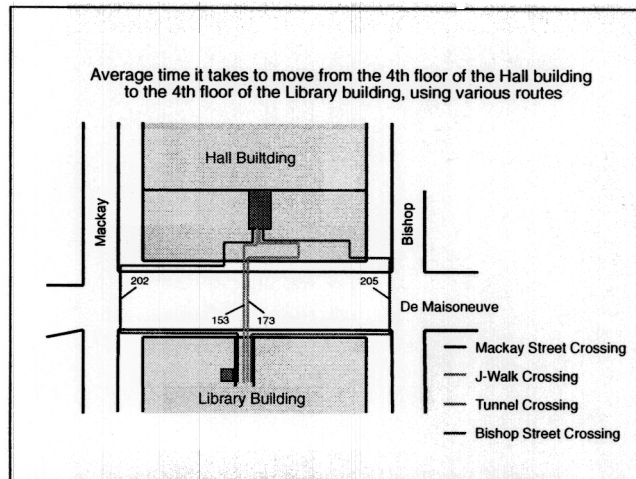 Average time it takes to move from the 4th floor of the Hall building
to the 4th floor of the Library building, using various routes
Hall Builtding
Mackay
Bishop
202
205
153
173
De Maisoneuve
Library Building
Mackay Street Crossing
J-Walk Crossing
Tunnel Crossing
Bishop Street Crossing